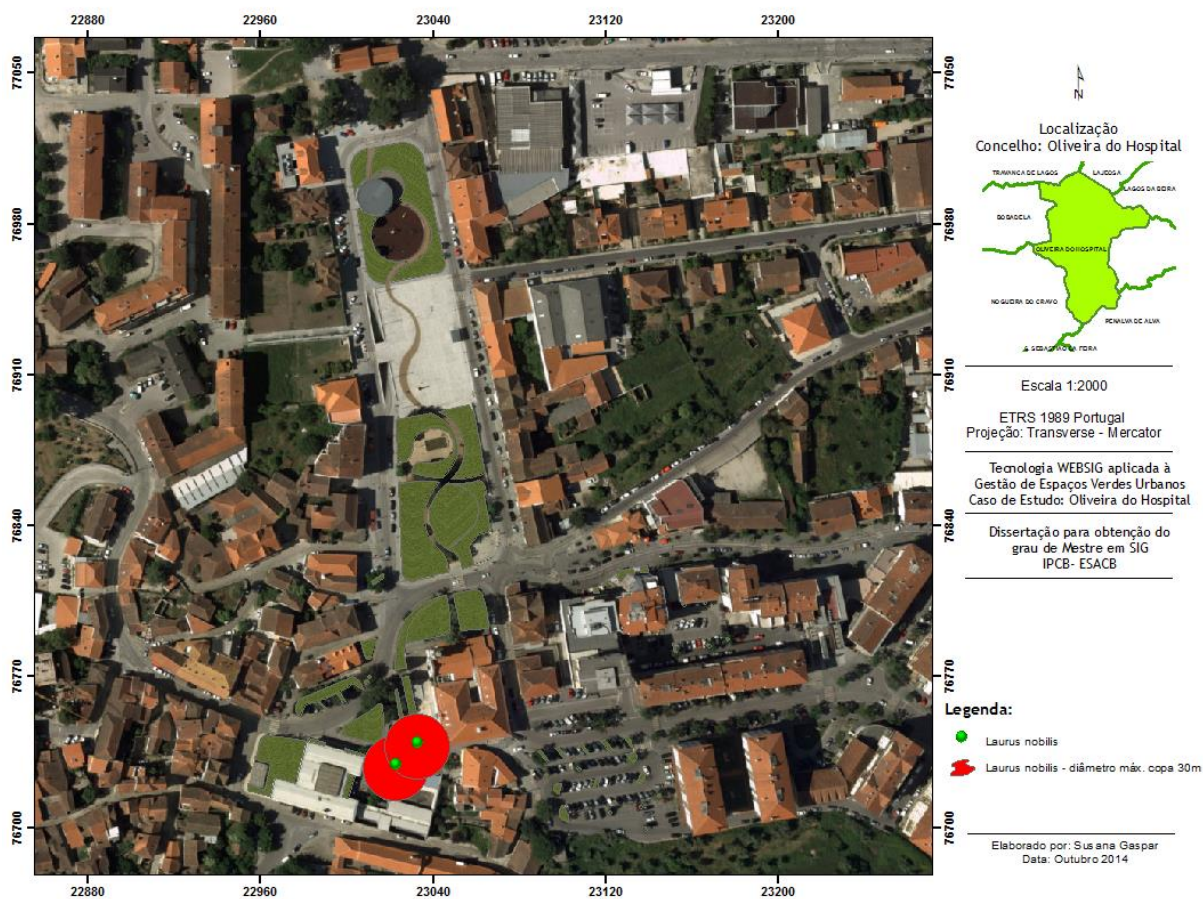 22880 22960 23040 23120 23200
77050
76980
76910
76840
76770
76700
77050
76980
76910
76840
76770
76700
22880 22960 23040 23120 23200
N
Localização
Concelho: Oliveira do Hospital
TRAVANCA DE LAGOS
LAJEOSA
LAGOS DA BEIRA
BOBADELA
OLIVEIRA DO HOSPITAL
NOGUEIRA DO CRAVO
PENALVA DE ALVA
S. SEBASTIAO DA FEIRA
Escala 1:2000
ETRS 1989 Portugal
Projeção: Transverse - Mercator
Tecnologia WEBSIG aplicada à
Gestão de Espaços Verdes Urbanos
Caso de Estudo: Oliveira do Hospital
Dissertação para obtenção do
grau de Mestre em SIG
IPCB- ESACB
Legenda:
Laurus nobilis
Laurus nobilis - diâmetro máx. copa 30m
Elaborado por: Susana Gaspar
Data: Outubro 2014